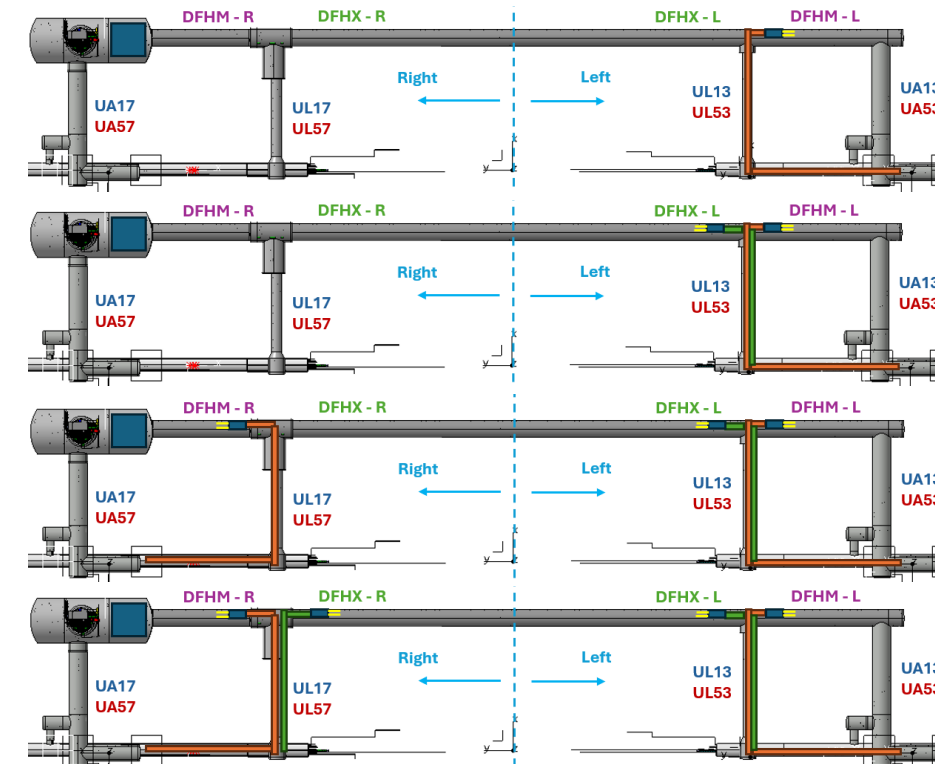 DFHM - R DFHX - R DFHX - L DFHM - L
Right Left
UA17 UL17 UL13 UA13
UA57 UL57 UL53 UA53
y y
DFHM - R DFHX - R DFHX - L DFHM - L
Right Left
UA17 UL17 UL13 UA13
UA57 UL57 UL53 UA53
y y
DFHM - R DFHX - R DFHX - L DFHM - L
Right Left
UA17 UL17 UL13 UA13
UA57 UL57 UL53 UA53
y y
DFHM - R DFHX - R DFHX - L DFHM - L
Right Left
UA17 UL17 UL13 UA13
UA57 UL57 UL53 UA53
y y